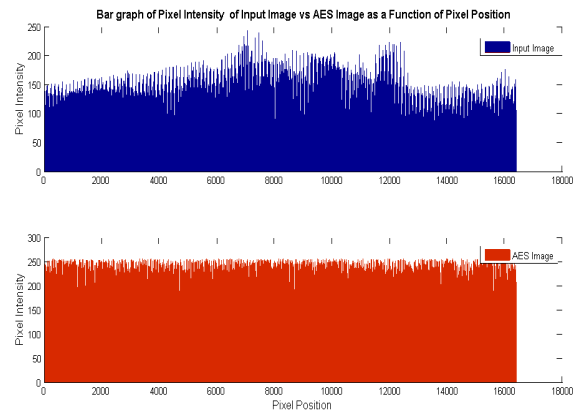 Bar graph of Pixel Intensity of Input Image vs AES Image as a Function of Pixel Position
250
200
150
100
50
0
Pixel Intensity
Input Image
0 2000 4000 6000 8000 10000 12000 14000 16000 18000
300
250
200
150
100
50
0
Pixel Intensity
AES Image
0 2000 4000 6000 8000 10000 12000 14000 16000 18000
Pixel Position